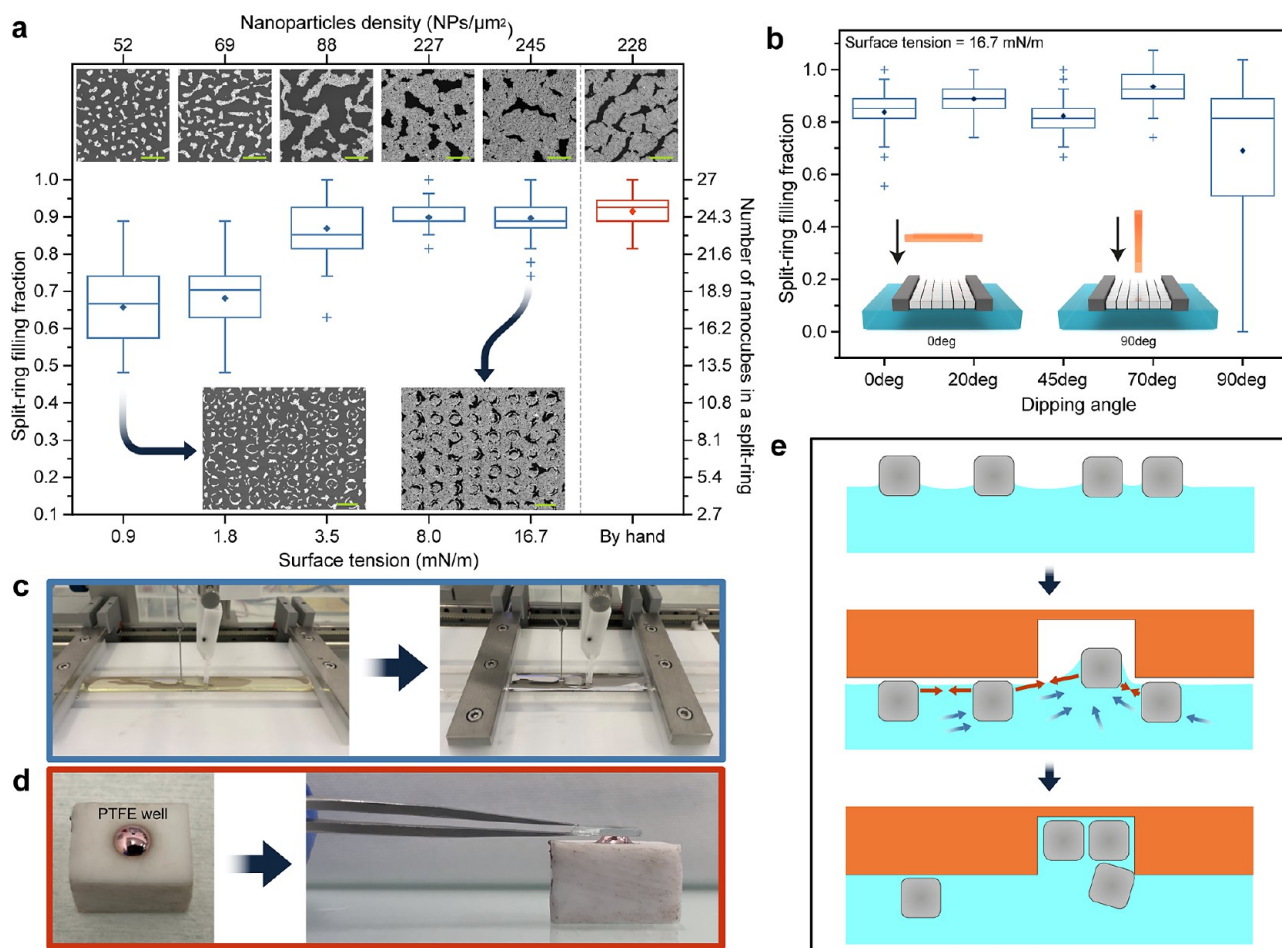 a
Nanoparticles density (NPs/µm²)
52 69 88 227 245 228
Split-ring filling fraction
1.0
0.9
0.8
0.7
0.6
0.5
0.4
0.3
0.2
0.1
27
24.3
21.6
18.9
16.2
13.5
10.8
8.1
5.4
2.7
Number of nanocubes in a split-ring
0.9 1.8 3.5 8.0 16.7 By hand
Surface tension (mN/m)
b
Surface tension = 16.7 mN/m
Split-ring filling fraction
1.0
0.8
0.6
0.4
0.2
0.0
0deg 90deg
0deg 20deg 45deg 70deg 90deg
Dipping angle
c
d
PTFE well
e